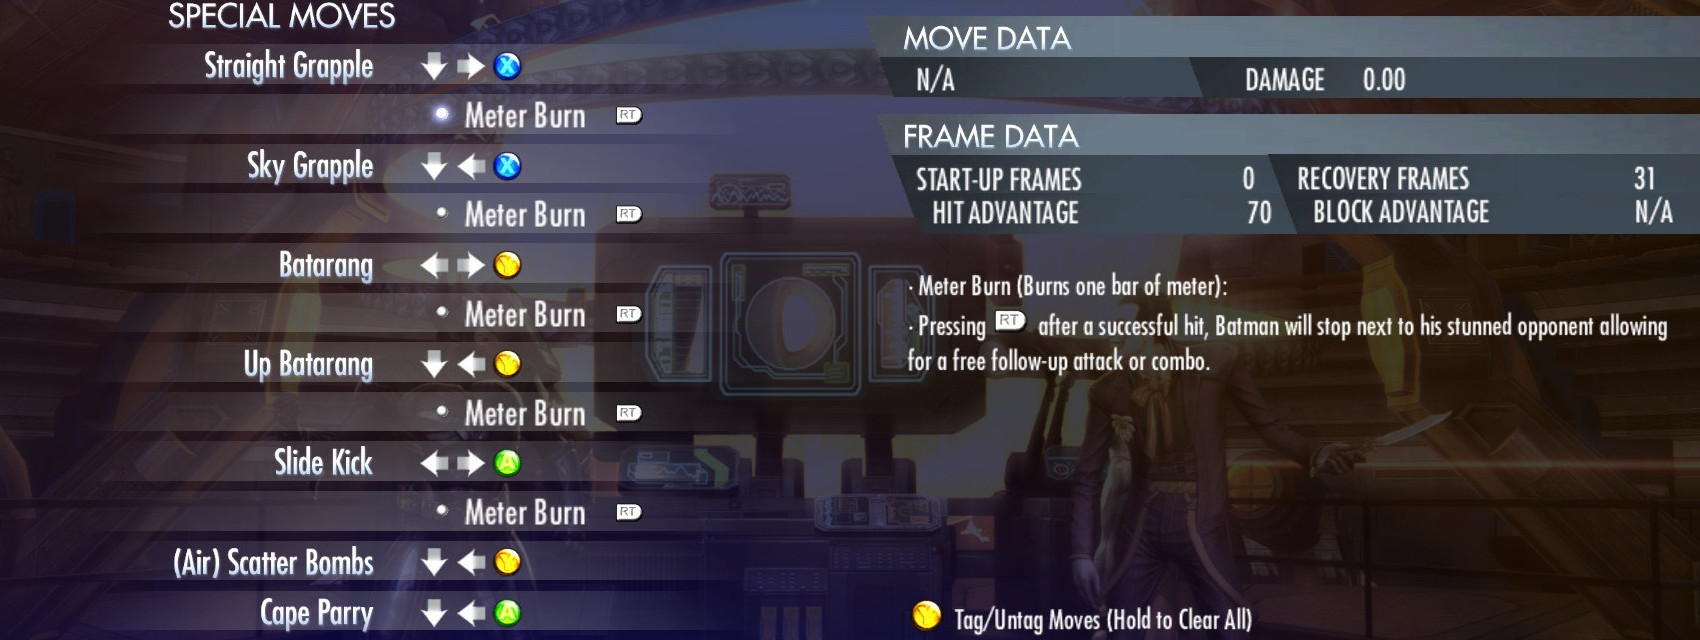 SPECIAL MOVES
Straight Grapple X
Meter Burn RT
Sky Grapple X
Meter Burn RT
Batarang Y
Meter Burn RT
Up Batarang Y
Meter Burn RT
Slide Kick A
Meter Burn RT
(Air) Scatter Bombs Y
Cape Parry A
MOVE DATA
N/A DAMAGE 0.00
FRAME DATA
START-UP FRAMES 0 RECOVERY FRAMES 31
HIT ADVANTAGE 70 BLOCK ADVANTAGE N/A
· Meter Burn (Burns one bar of meter):
· Pressing RT after a successful hit, Batman will stop next to his stunned opponent allowing
for a free follow-up attack or combo.
Y Tag/Untag Moves (Hold to Clear All)